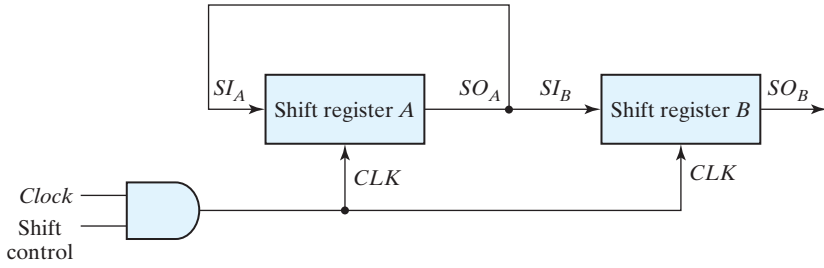 SI_A
Shift register A
SO_A
SI_B
Shift register B
SO_B
CLK
CLK
Clock
Shift
control